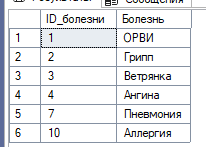 Сообщения
ID_болезни Болезнь
1 1 ОРВИ
2 2 Грипп
3 3 Ветрянка
4 4 Ангина
5 7 Пневмония
6 10 Аллергия